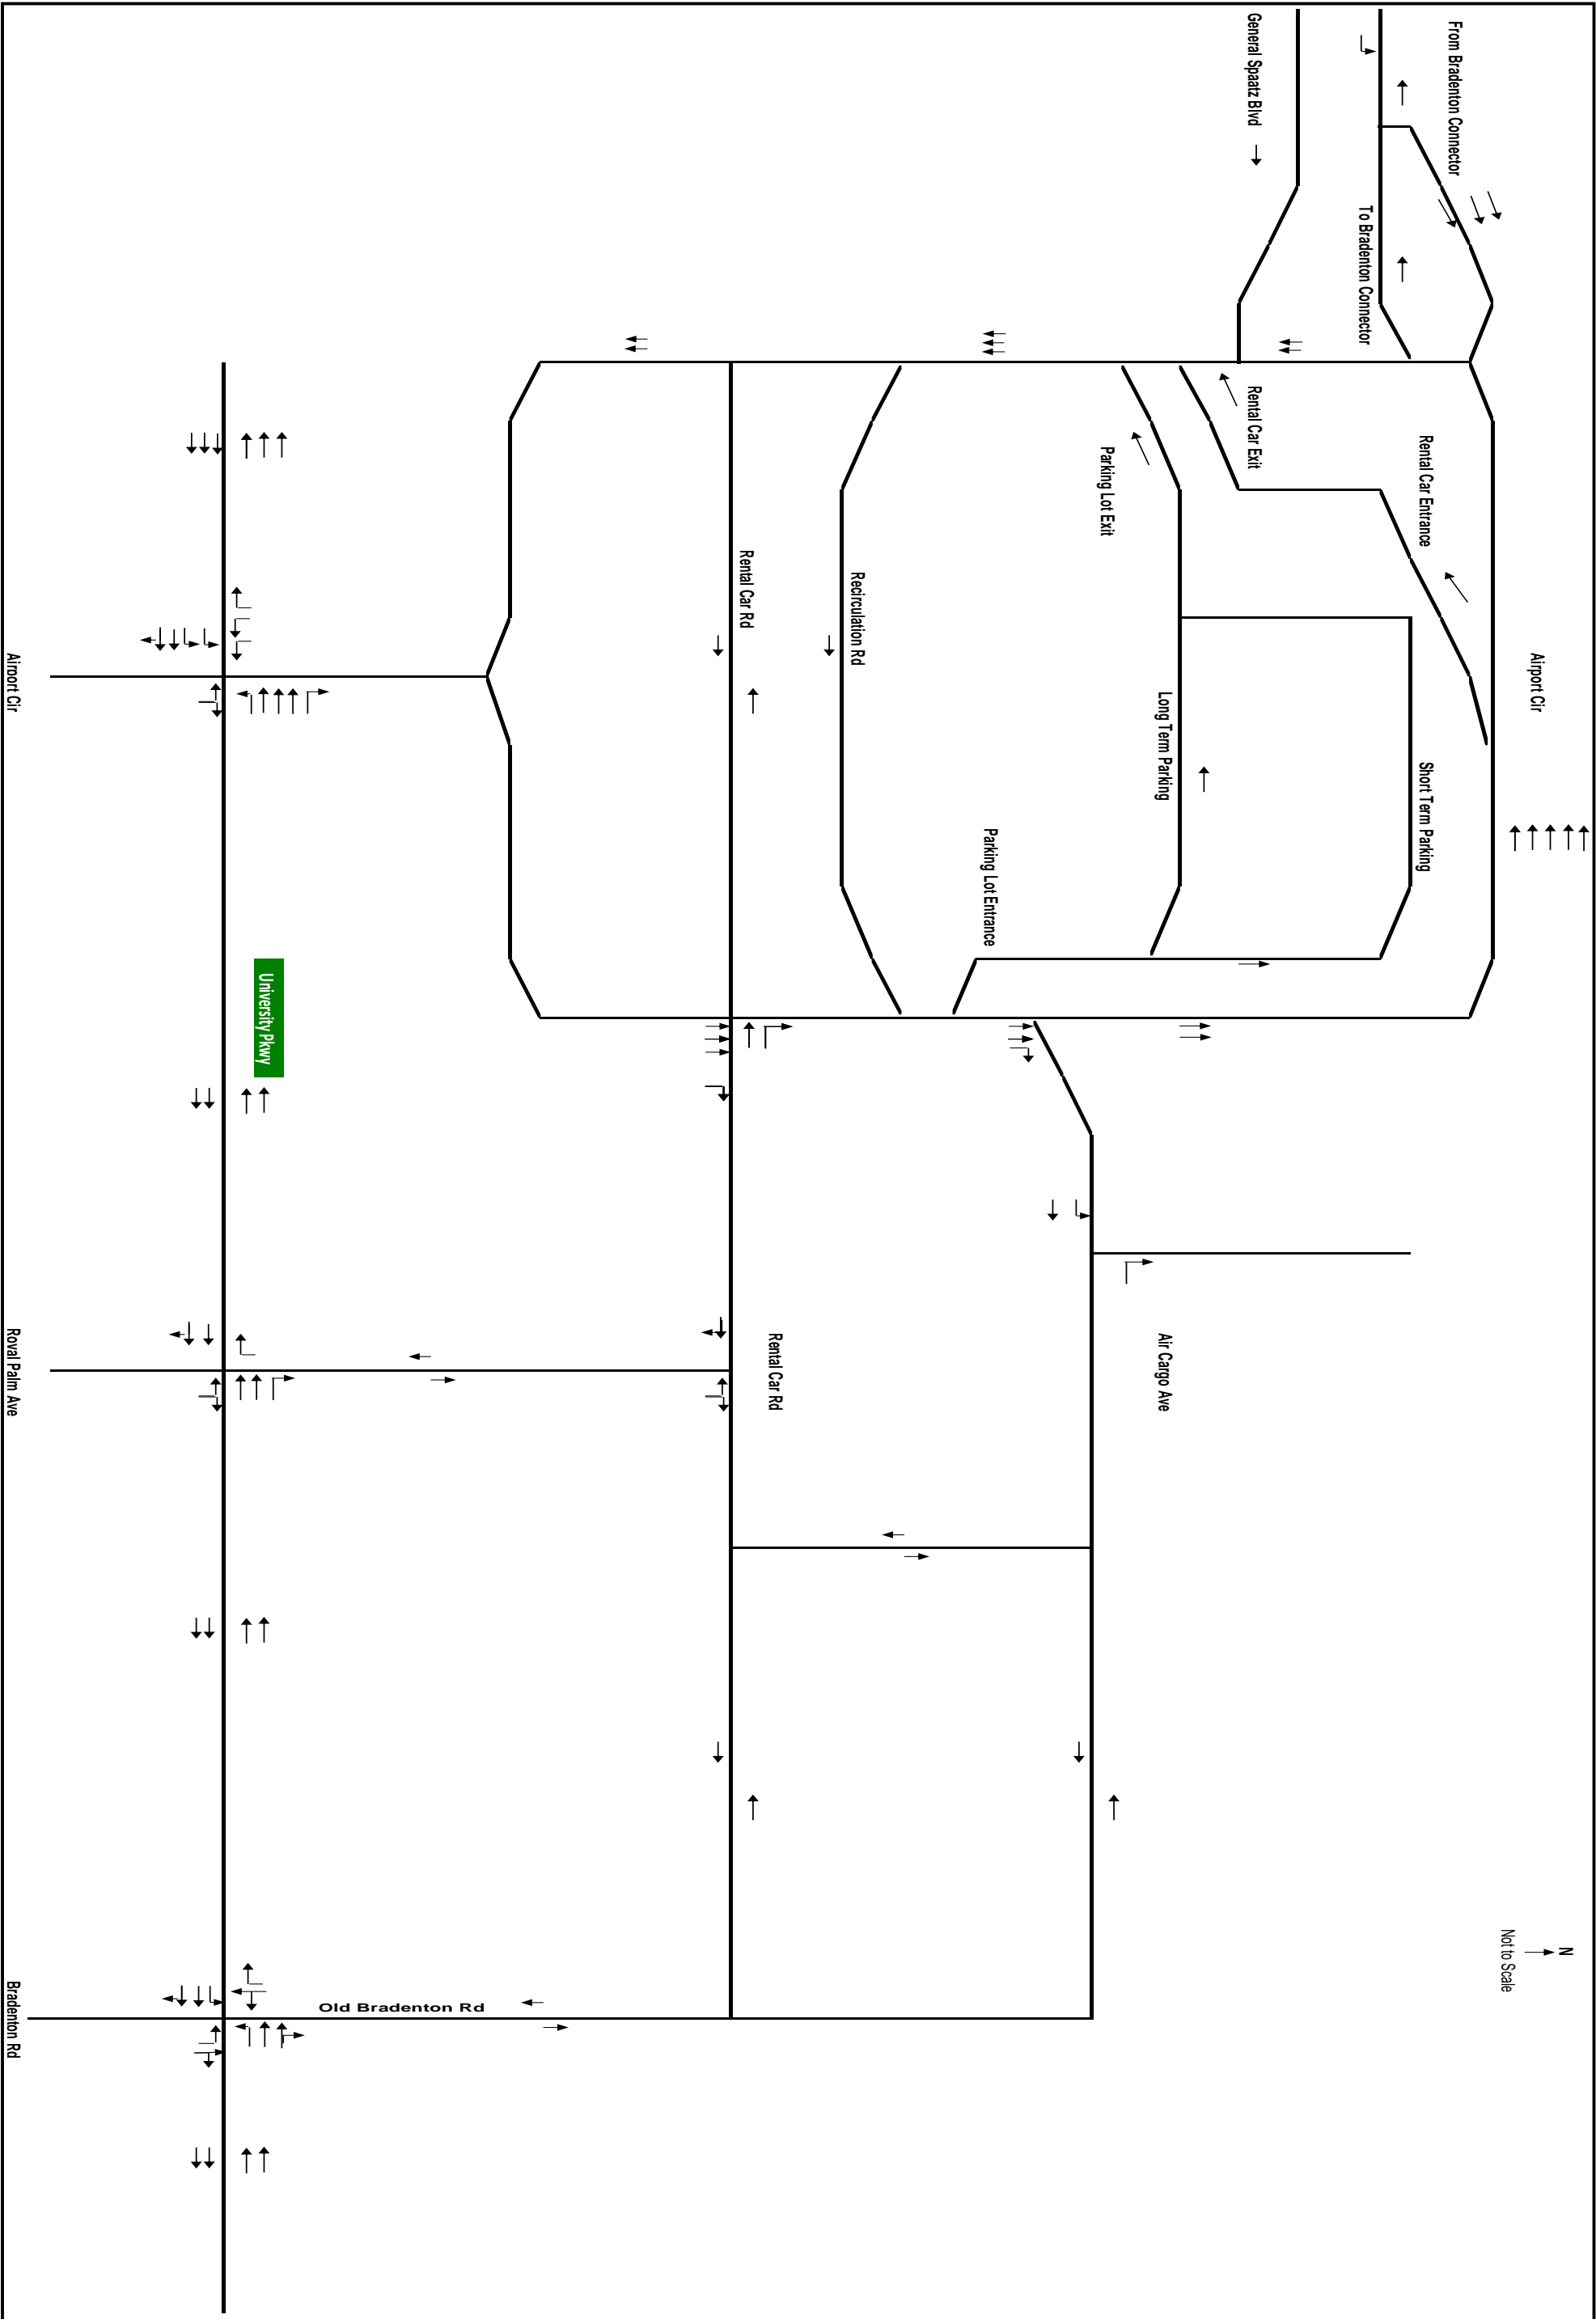 Airport Cir
From Bradenton Connector
To Bradenton Connector
General Spaatz Blvd
Rental Car Entrance
Rental Car Exit
Short Term Parking
Parking Lot Exit
Long Term Parking
Parking Lot Entrance
Recirculation Rd
Rental Car Rd
Rental Car Rd
Air Cargo Ave
N
Not to Scale
University Pkwy
Old Bradenton Rd
Airport Cir
Roval Palm Ave
Bradenton Rd